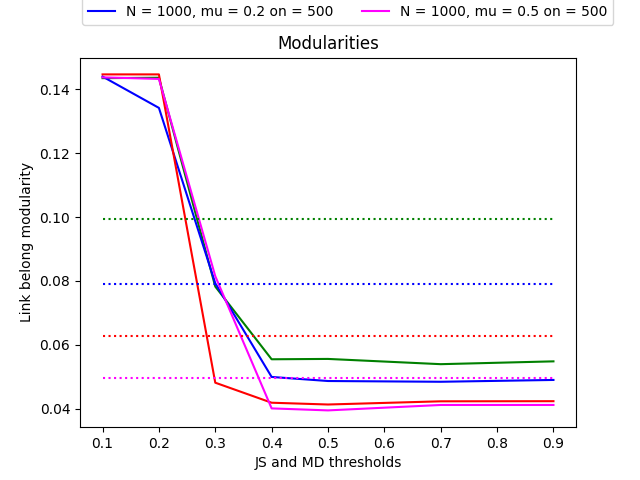 N = 1000, mu = 0.2 on = 500 N = 1000, mu = 0.5 on = 500
Modularities
Link belong modularity
0.14
0.12
0.10
0.08
0.06
0.04
0.1 0.2 0.3 0.4 0.5 0.6 0.7 0.8 0.9
JS and MD thresholds